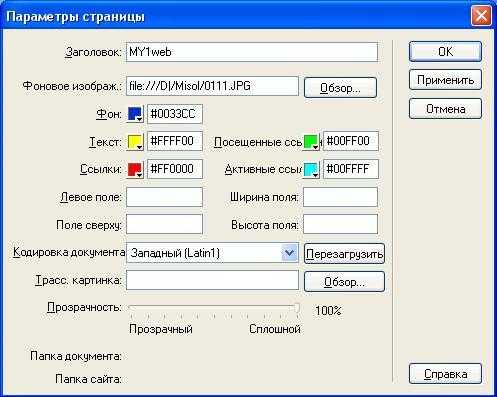 Параметры страницы
Заголовок: MY1web OK
Фоновое изображ.: file:///D|/Misol/0111.JPG Обзор... Применить
Фон: #0033CC Отмена
Текст: #FFFF00 Посещенные ссы #00FF00
Ссылки: #FF0000 Активные ссыл #00FFFF
Левое поле: Ширина поля:
Поле сверху: Высота поля:
Кодировка документа Западный (Latin1) Перезагрузить
Трасс. картинка: Обзор...
Прозрачность: 100%
Прозрачный Сплошной
Папка документа:
Папка сайта: Справка